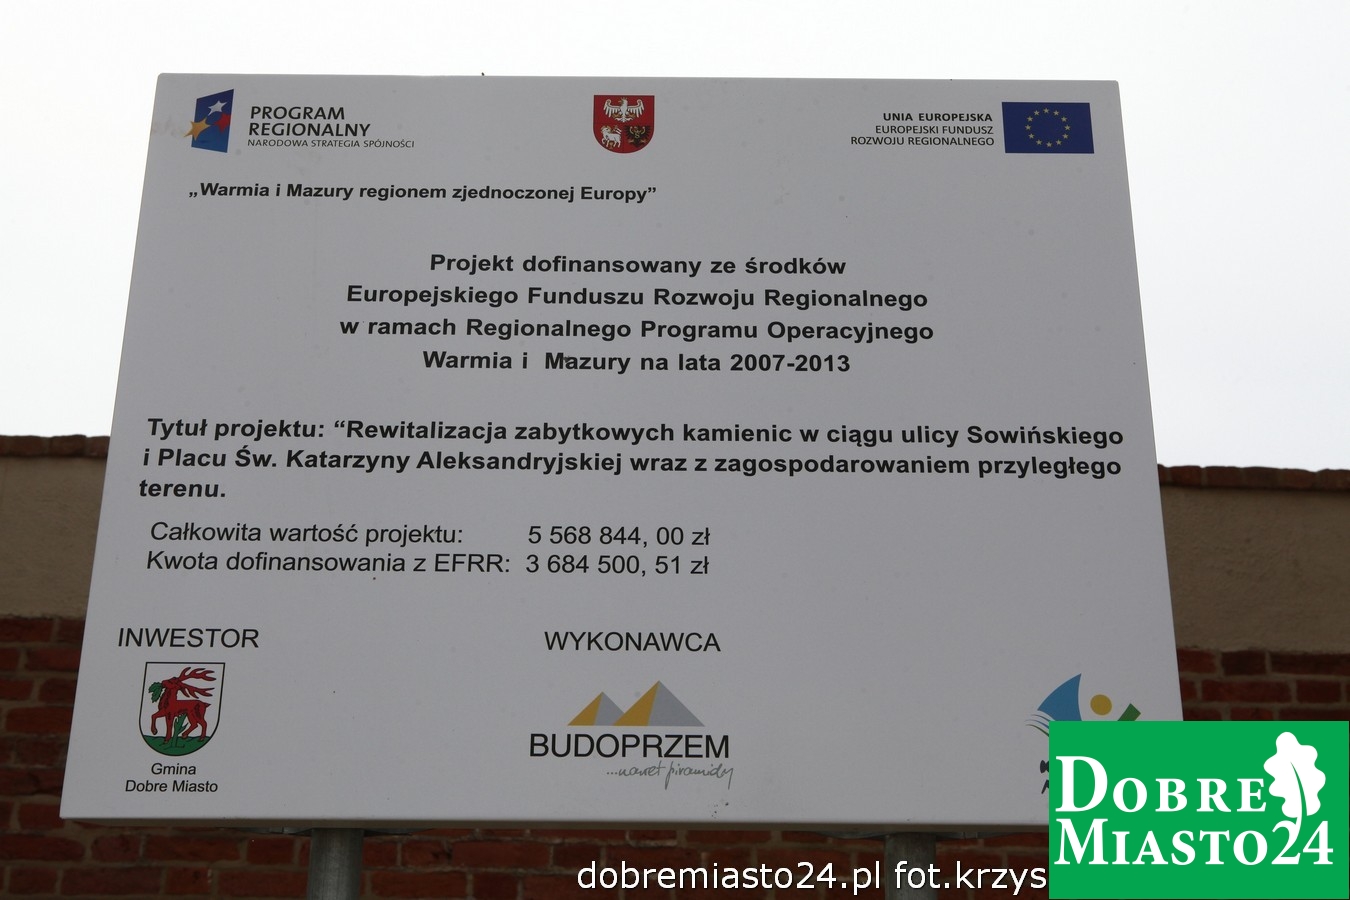 PROGRAM
REGIONALNY
NARODOWA STRATEGIA SPÓJNOŚCI
UNIA EUROPEJSKA
EUROPEJSKI FUNDUSZ
ROZWOJU REGIONALNEGO
„Warmia i Mazury regionem zjednoczonej Europy”
Projekt dofinansowany ze środków
Europejskiego Funduszu Rozwoju Regionalnego
w ramach Regionalnego Programu Operacyjnego
Warmia i Mazury na lata 2007-2013
Tytuł projektu: “Rewitalizacja zabytkowych kamienic w ciągu ulicy Sowińskiego
i Placu Św. Katarzyny Aleksandryjskiej wraz z zagospodarowaniem przyległego
terenu.
Całkowita wartość projektu: 5 568 844, 00 zł
Kwota dofinansowania z EFRR: 3 684 500, 51 zł
INWESTOR
Gmina
Dobre Miasto
WYKONAWCA
BUDOPRZEM
...nawet piramidy
DOBRE
MIASTO24
dobremiasto24.pl fot.krzys